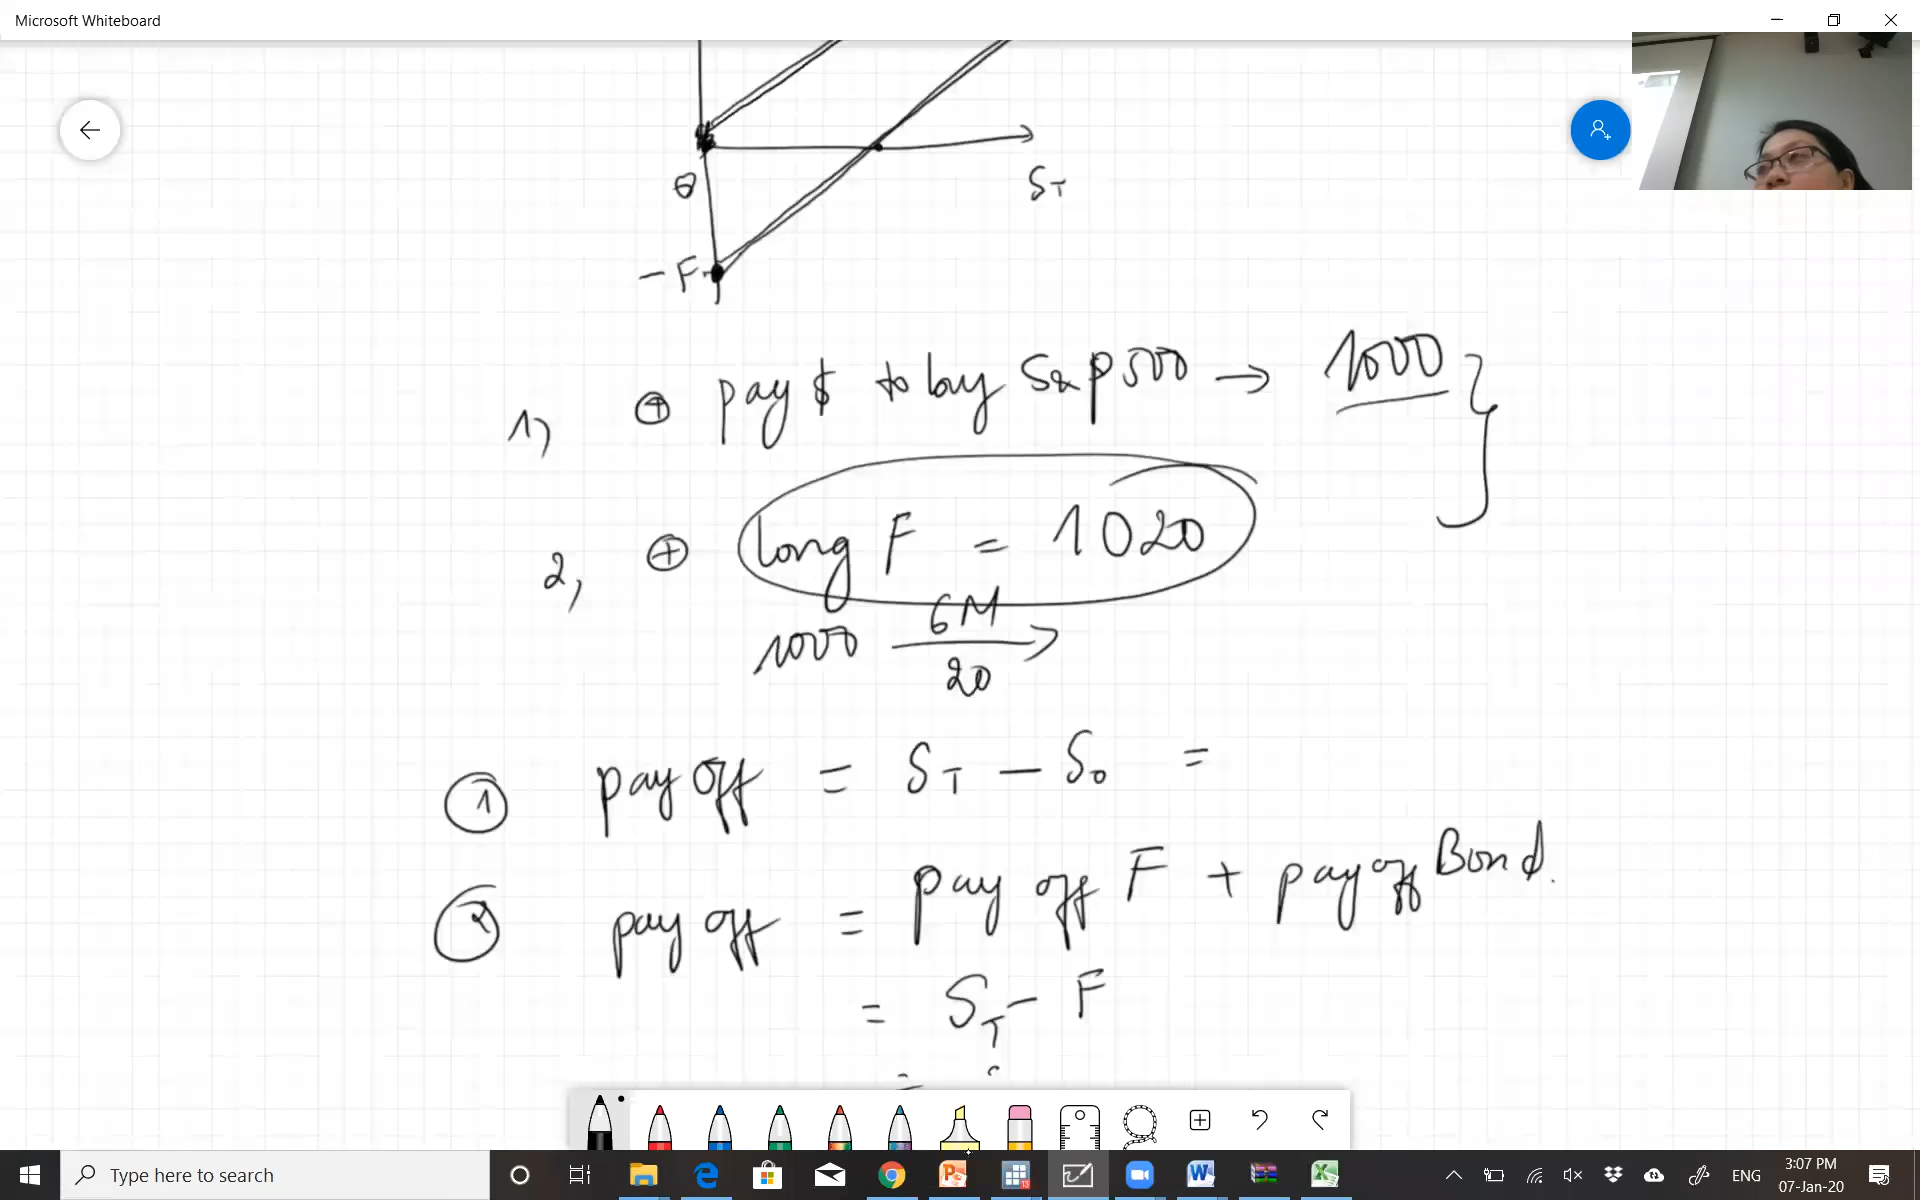 Microsoft Whiteboard
0
S_T
- F
1) ⊕ pay $ to buy S&P500 → 1000
2, ⊕ long F = 1020
1000 6M →
20
① pay off = S_T - S_0 =
② pay off = pay off F + pay off Bond.
= S_T - F
Type here to search
ENG
3:07 PM
07-Jan-20